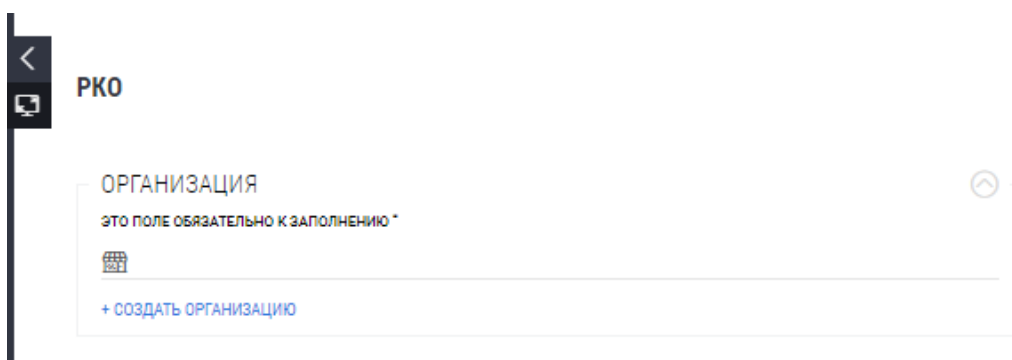 РКО
ОРГАНИЗАЦИЯ
ЭТО ПОЛЕ ОБЯЗАТЕЛЬНО К ЗАПОЛНЕНИЮ *
+ СОЗДАТЬ ОРГАНИЗАЦИЮ